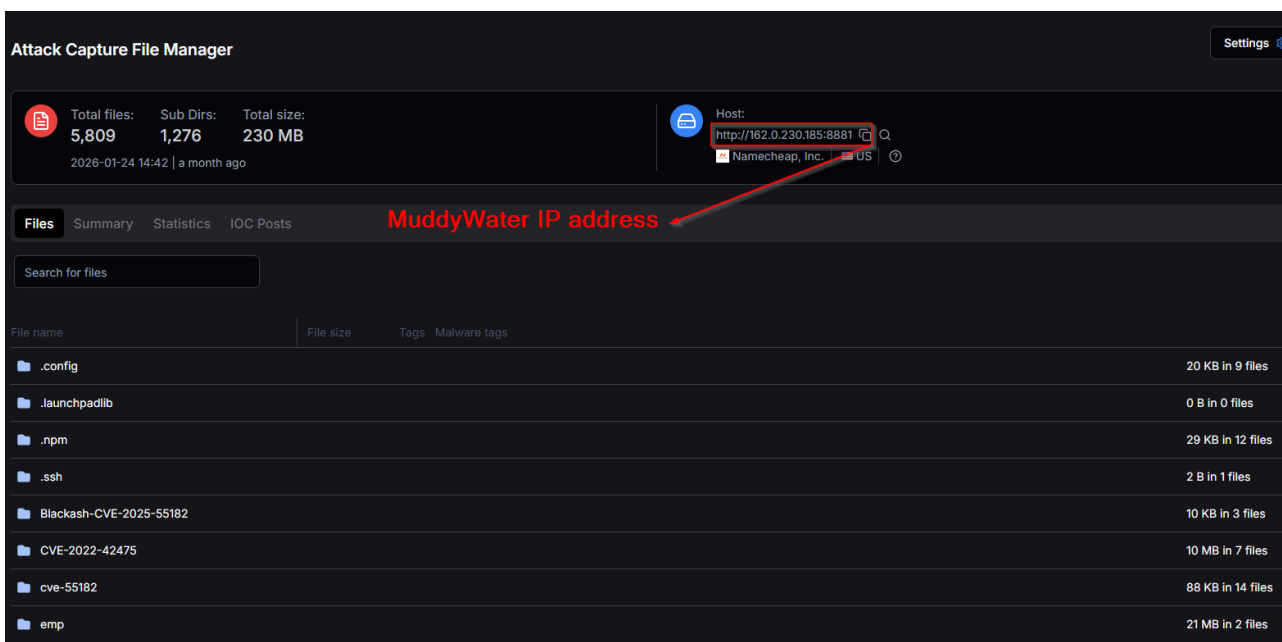 Attack Capture File Manager
Settings
Total files: Sub Dirs: Total size:
5,809 1,276 230 MB
2026-01-24 14:42 | a month ago
Host:
http://162.0.230.185:8881
Namecheap, Inc. US
Files Summary Statistics IOC Posts
MuddyWater IP address
Search for files
File name File size Tags Malware tags
.config 20 KB in 9 files
.launchpadlib 0 B in 0 files
.npm 29 KB in 12 files
.ssh 2 B in 1 files
Blackash-CVE-2025-55182 10 KB in 3 files
CVE-2022-42475 10 MB in 7 files
cve-55182 88 KB in 14 files
emp 21 MB in 2 files